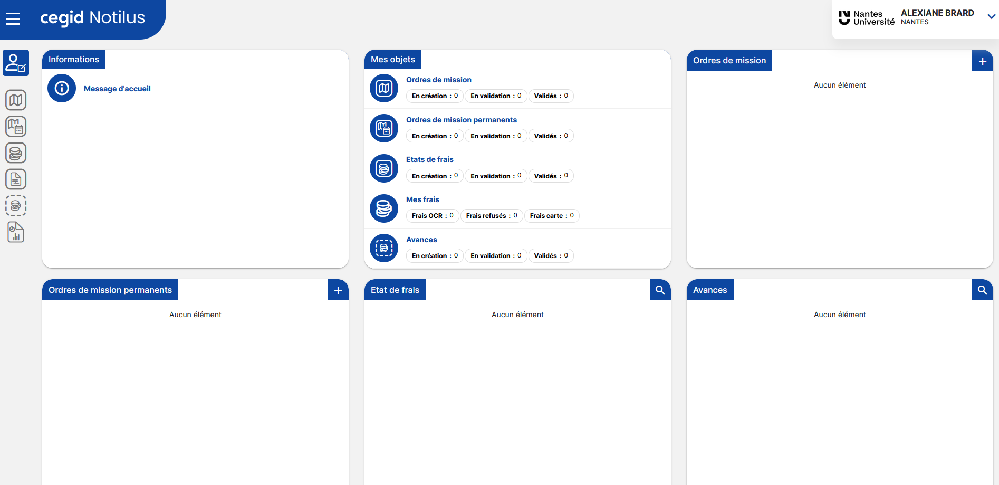 cegid Notilus
Nantes
Université
ALEXIANE BRARD
NANTES
Informations
Message d'accueil
Mes objets
Ordres de mission
En création : 0 En validation : 0 Validés : 0
Ordres de mission permanents
En création : 0 En validation : 0 Validés : 0
Etats de frais
En création : 0 En validation : 0 Validés : 0
Mes frais
Frais OCR : 0 Frais refusés : 0 Frais carte : 0
Avances
En création : 0 En validation : 0 Validés : 0
Ordres de mission
Aucun élément
Ordres de mission permanents
Aucun élément
Etat de frais
Aucun élément
Avances
Aucun élément